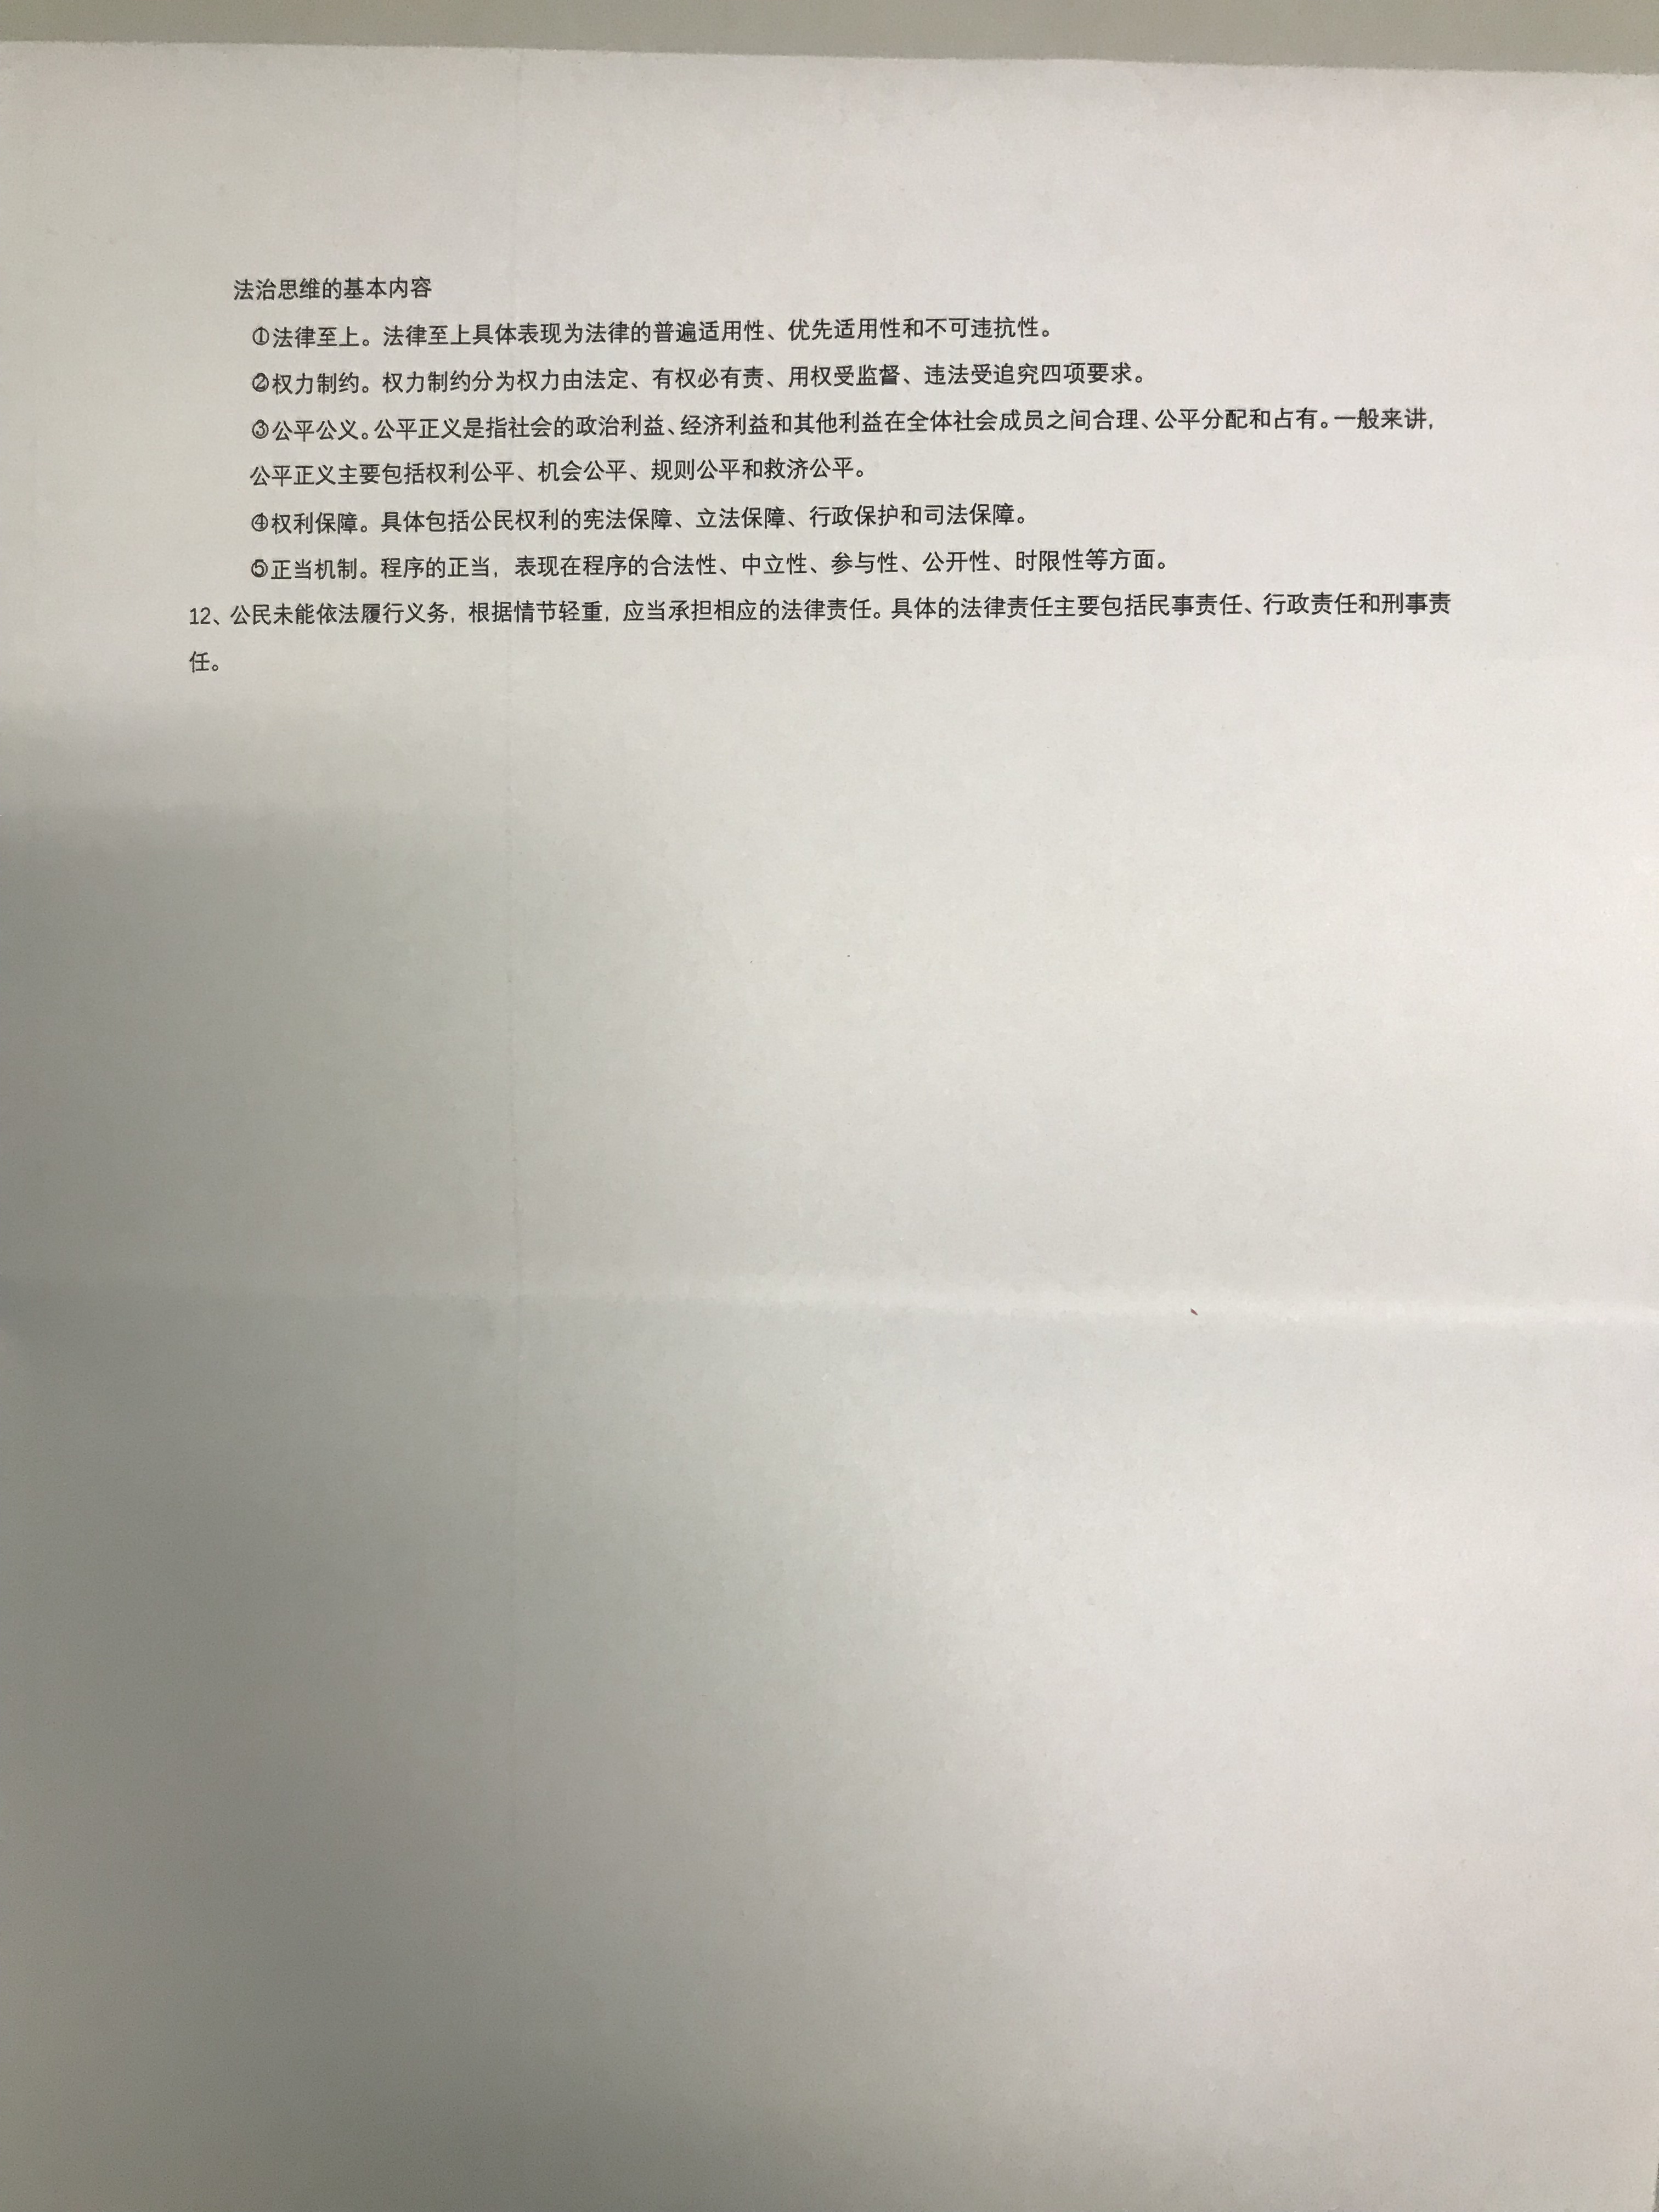 法治思维的基本内容
①法律至上。法律至上具体表现为法律的普遍适用性、优先适用性和不可违抗性。
②权力制约。权力制约分为权力由法定、有权必有责、用权受监督、违法受追究四项要求。
③公平公义。公平正义是指社会的政治利益、经济利益和其他利益在全体社会成员之间合理、公平分配和占有。一般来讲,
公平正义主要包括权利公平、机会公平、规则公平和救济公平。
④权利保障。具体包括公民权利的宪法保障、立法保障、行政保护和司法保障。
⑤正当机制。程序的正当, 表现在程序的合法性、中立性、参与性、公开性、时限性等方面。
12、公民未能依法履行义务, 根据情节轻重, 应当承担相应的法律责任。具体的法律责任主要包括民事责任、行政责任和刑事责
任。